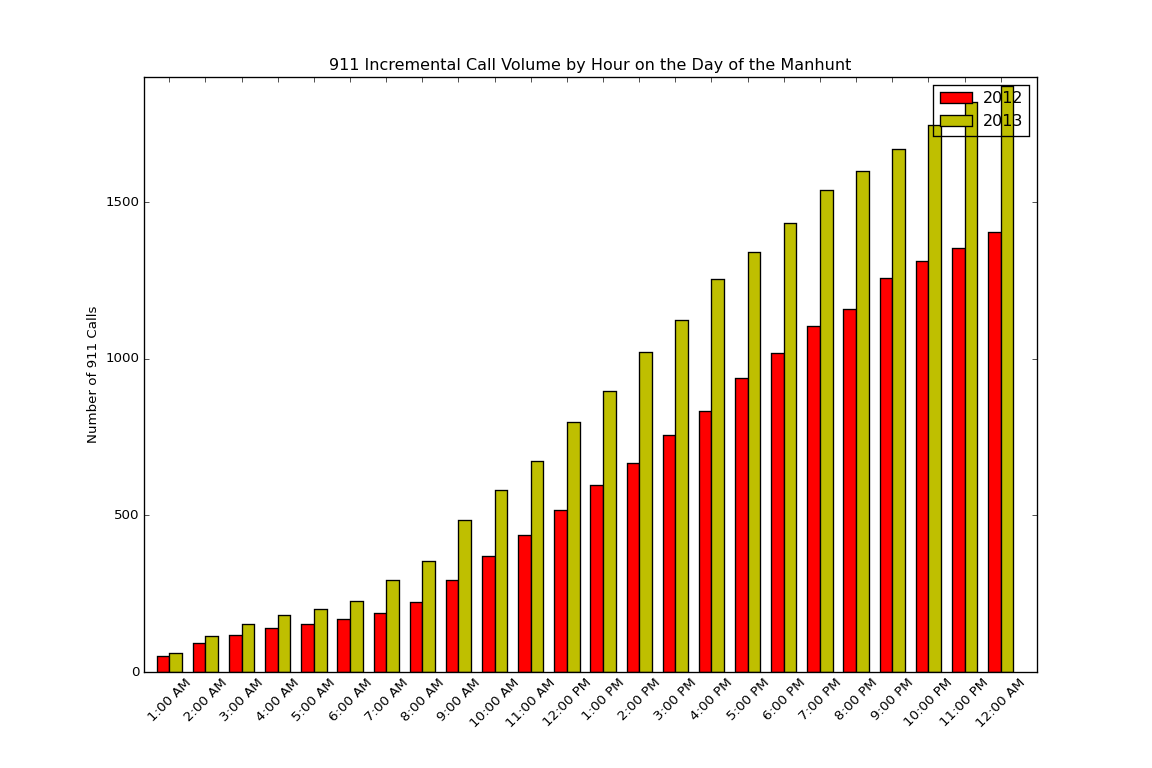 911 Incremental Call Volume by Hour on the Day of the Manhunt
2012
2013
1500
1000
500
0
Number of 911 Calls
1:00 AM
2:00 AM
3:00 AM
4:00 AM
5:00 AM
6:00 AM
7:00 AM
8:00 AM
9:00 AM
10:00 AM
11:00 AM
12:00 PM
1:00 PM
2:00 PM
3:00 PM
4:00 PM
5:00 PM
6:00 PM
7:00 PM
8:00 PM
9:00 PM
10:00 PM
11:00 PM
12:00 AM